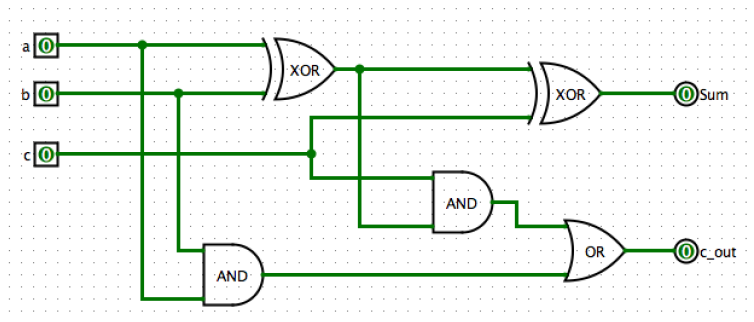 a 0
XOR
b 0
XOR
0 Sum
c 0
AND
OR
0 c_out
AND